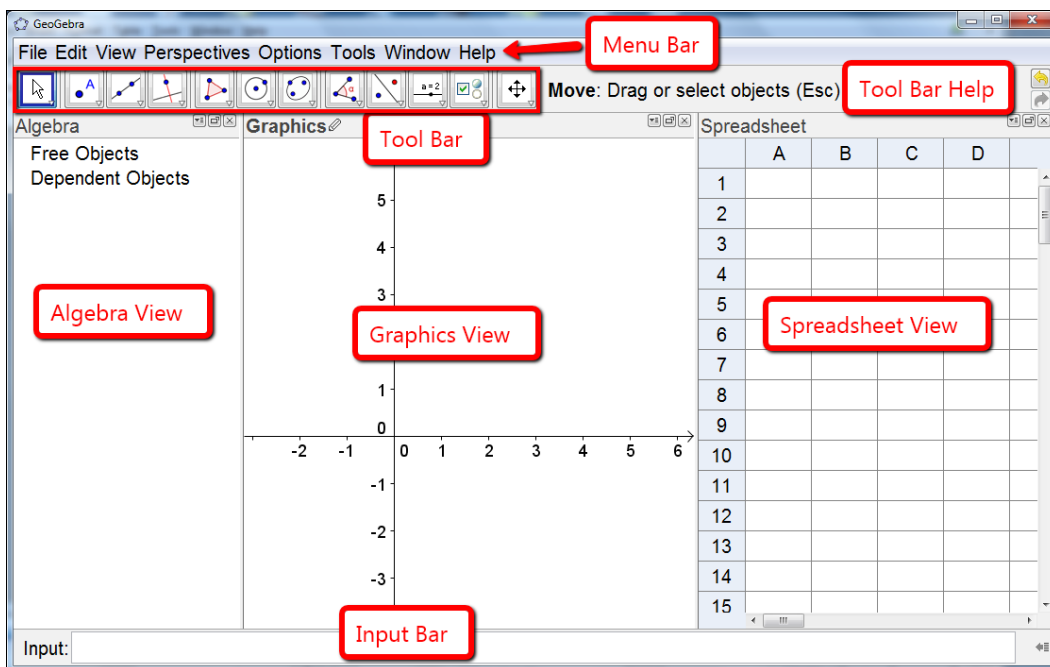 GeoGebra
File Edit View Perspectives Options Tools Window Help
Menu Bar
A
α
a=2
Move: Drag or select objects (Esc)
Tool Bar Help
Algebra
Graphics
Spreadsheet
Tool Bar
Free Objects
Dependent Objects
A B C D
1
2
3
4
5
6
7
8
9
10
11
12
13
14
15
5
4
3
1
0
-2 -1 0 1 2 3 4 5 6
-1
-2
-3
Algebra View
Graphics View
Spreadsheet View
Input Bar
Input: